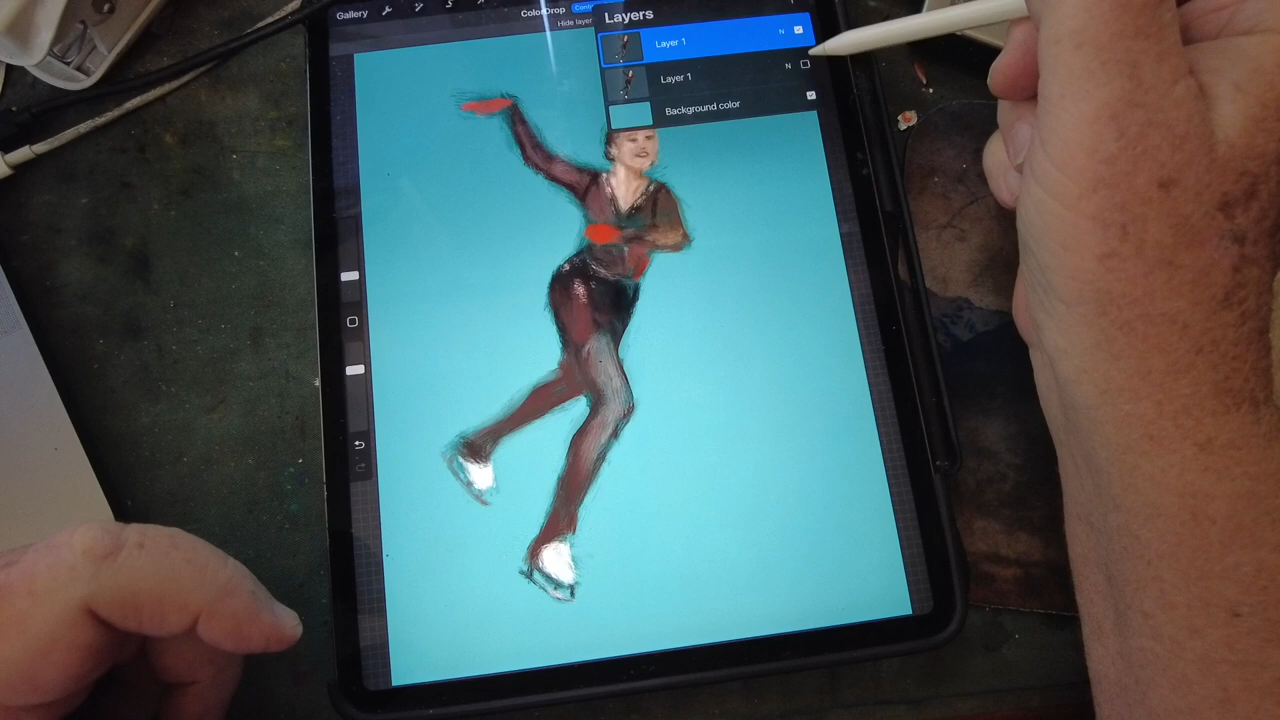 Gallery
ColorDrop
Hide layer
Layers
Layer 1
N
Layer 1
N
Background color